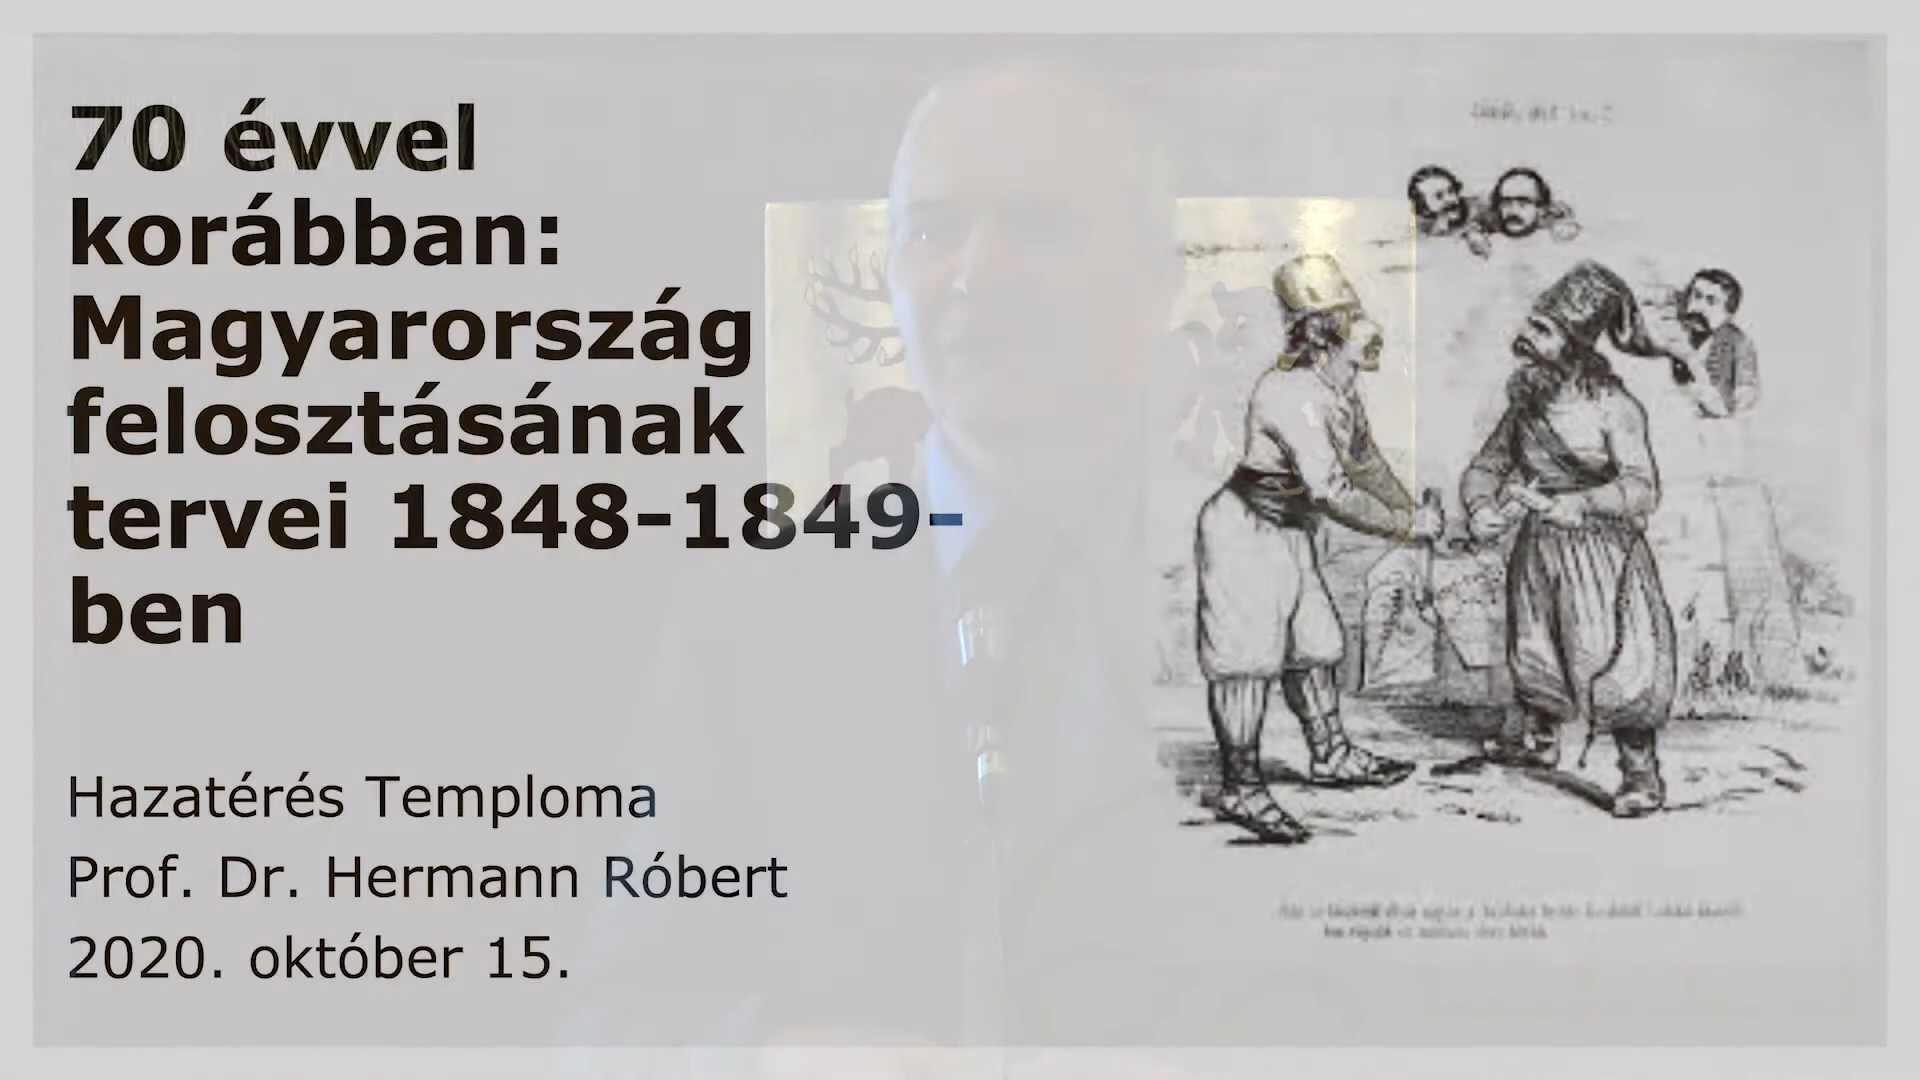 70 évvel
korábban:
Magyarország
felosztásának
tervei 1848-1849-
ben
Hazatérés Temploma
Prof. Dr. Hermann Róbert
2020. október 15.